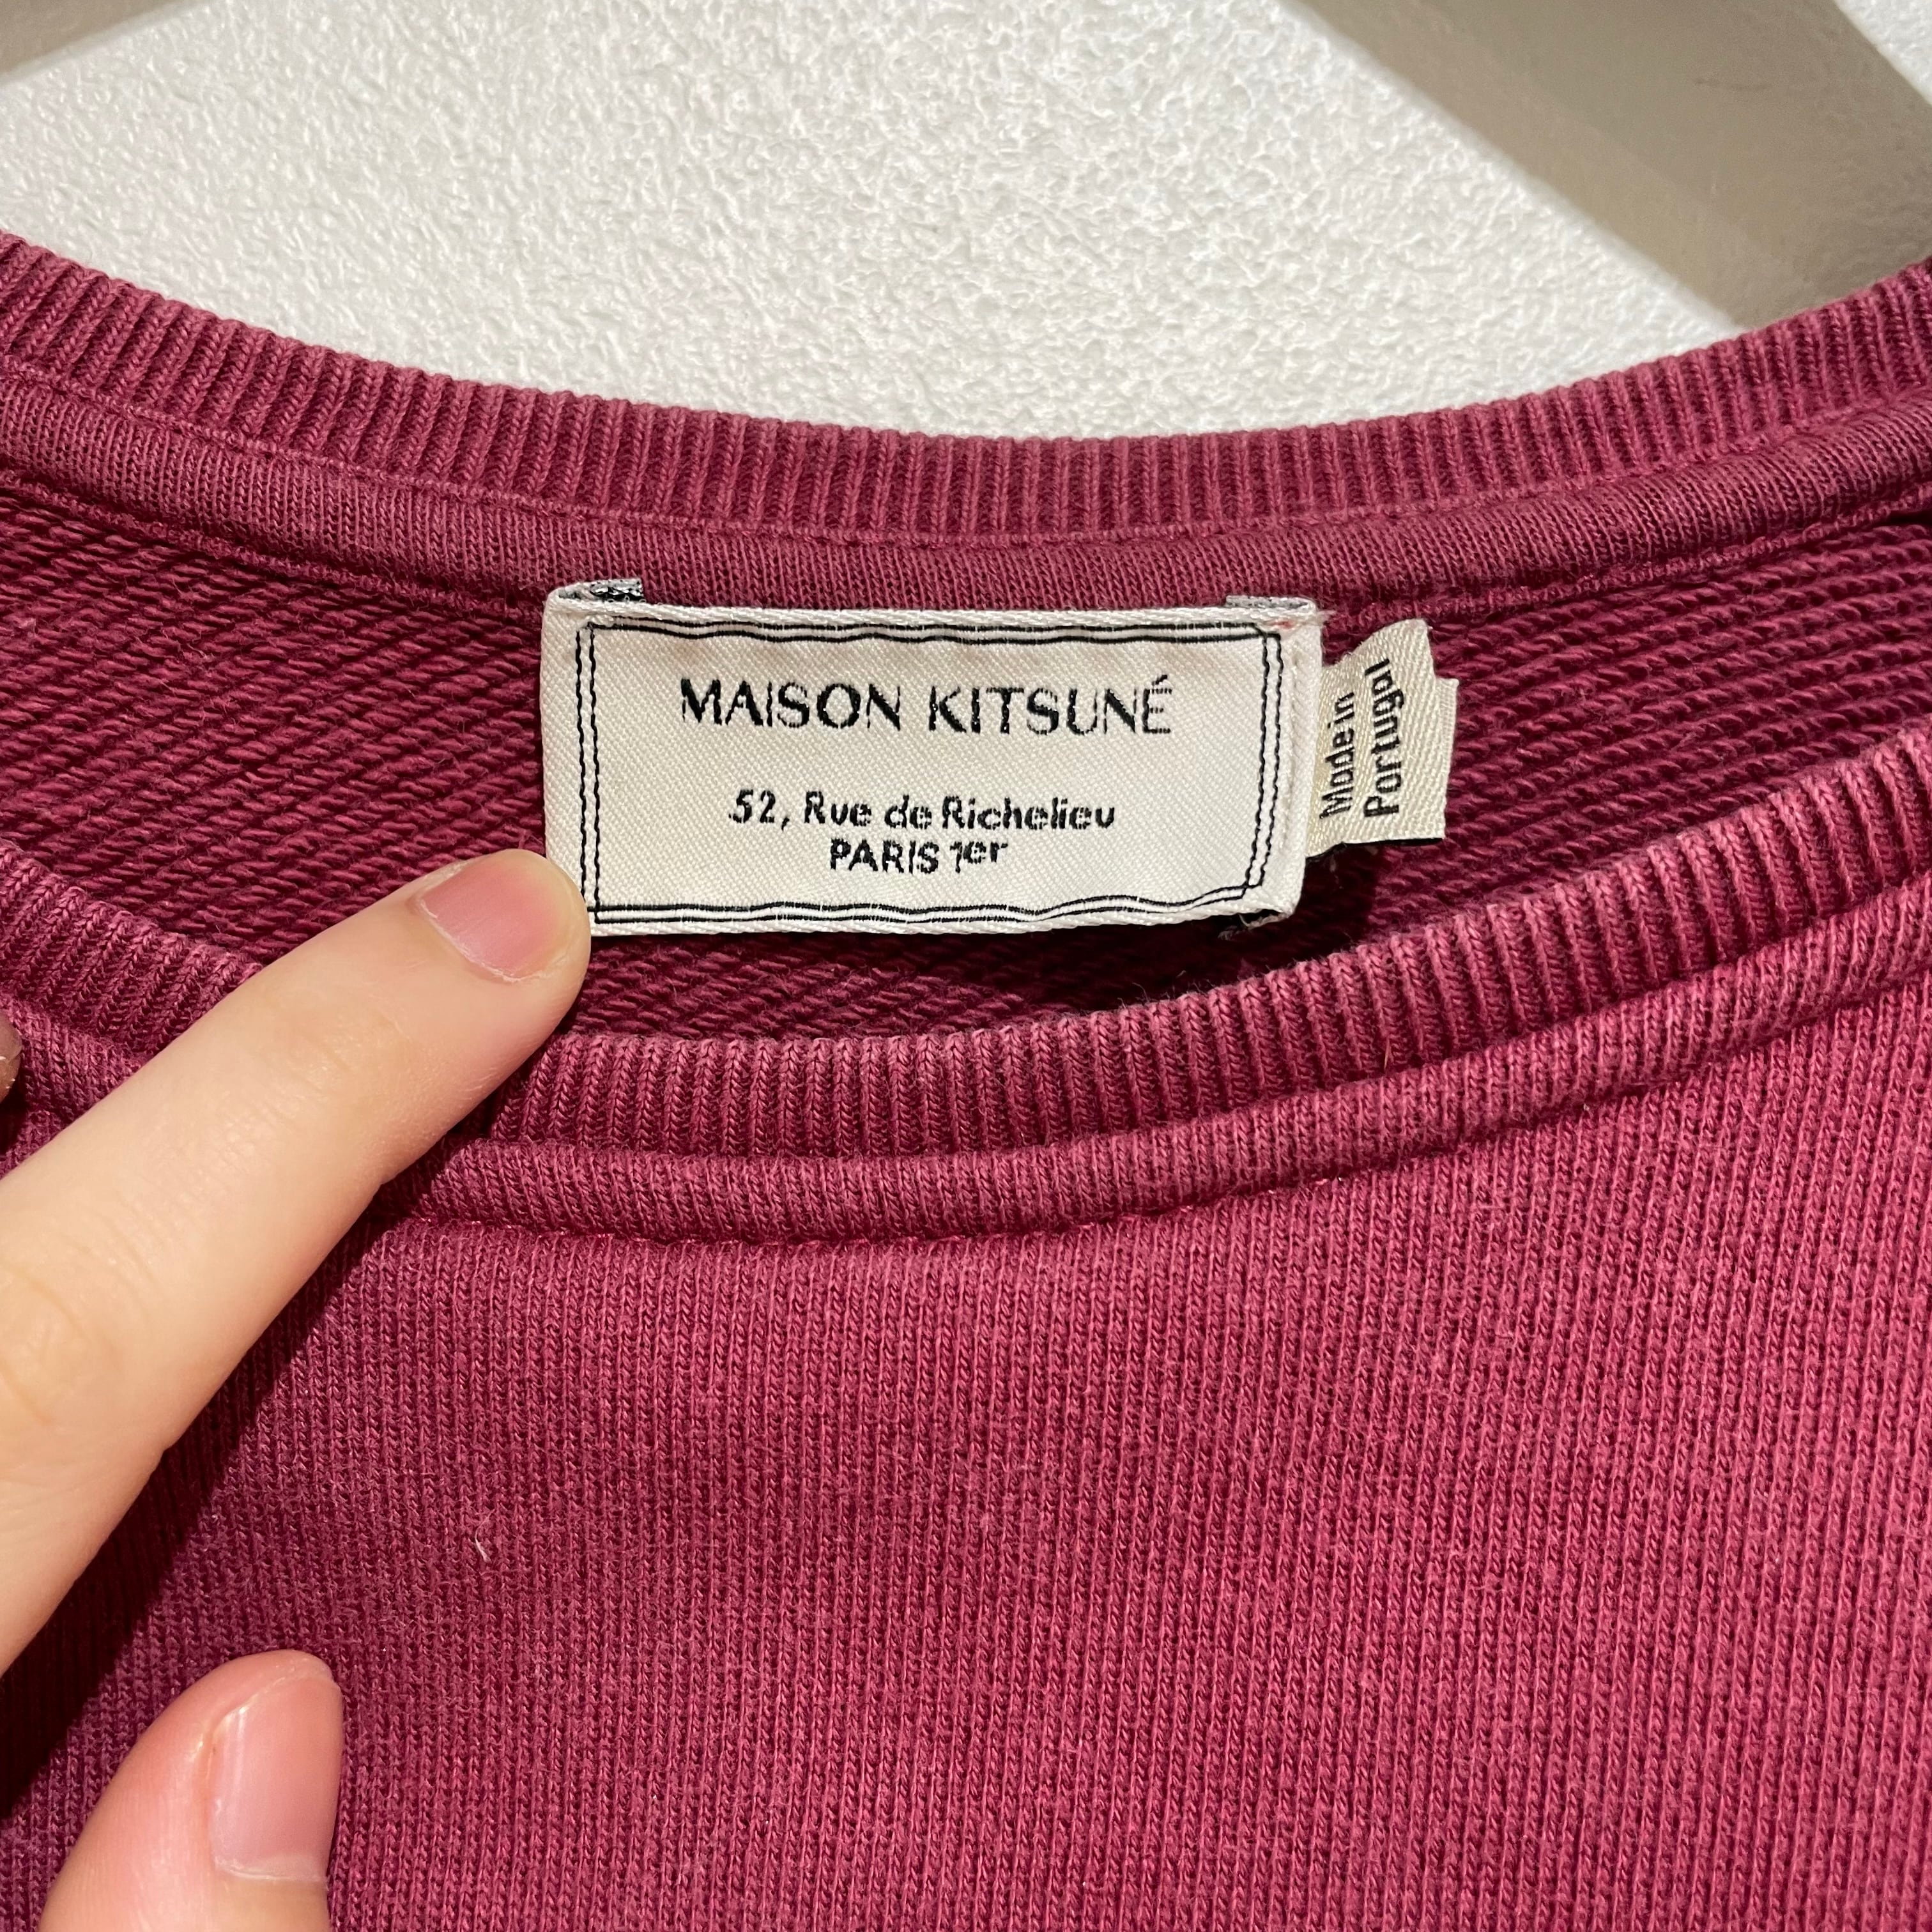 MAISON KITSUNÉ
52, Rue de Richelieu
PARIS 1er
Made in
Portugal